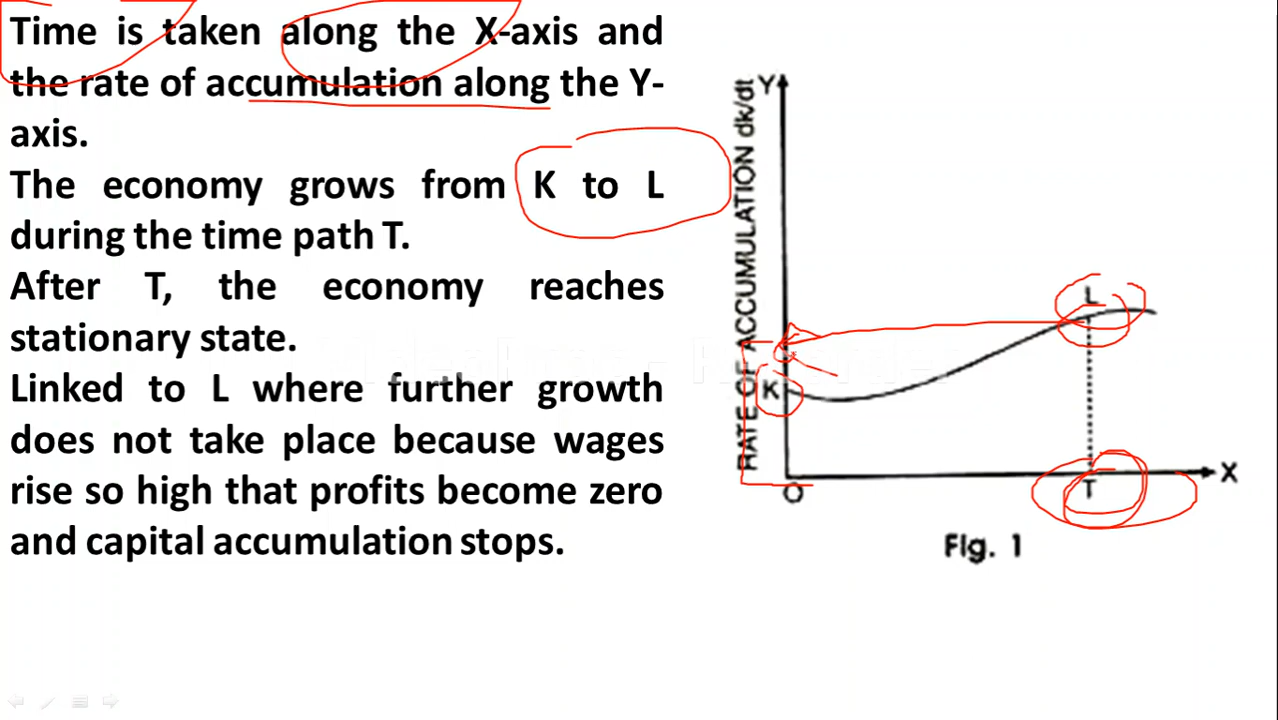 Time is taken along the X-axis and
the rate of accumulation along the Y-
axis.
The economy grows from K to L
during the time path T.
After T, the economy reaches
stationary state.
Linked to L where further growth
does not take place because wages
rise so high that profits become zero
and capital accumulation stops.
Y
RATE OF ACCUMULATION dk/dt
L
K
O
T
X
Fig. 1